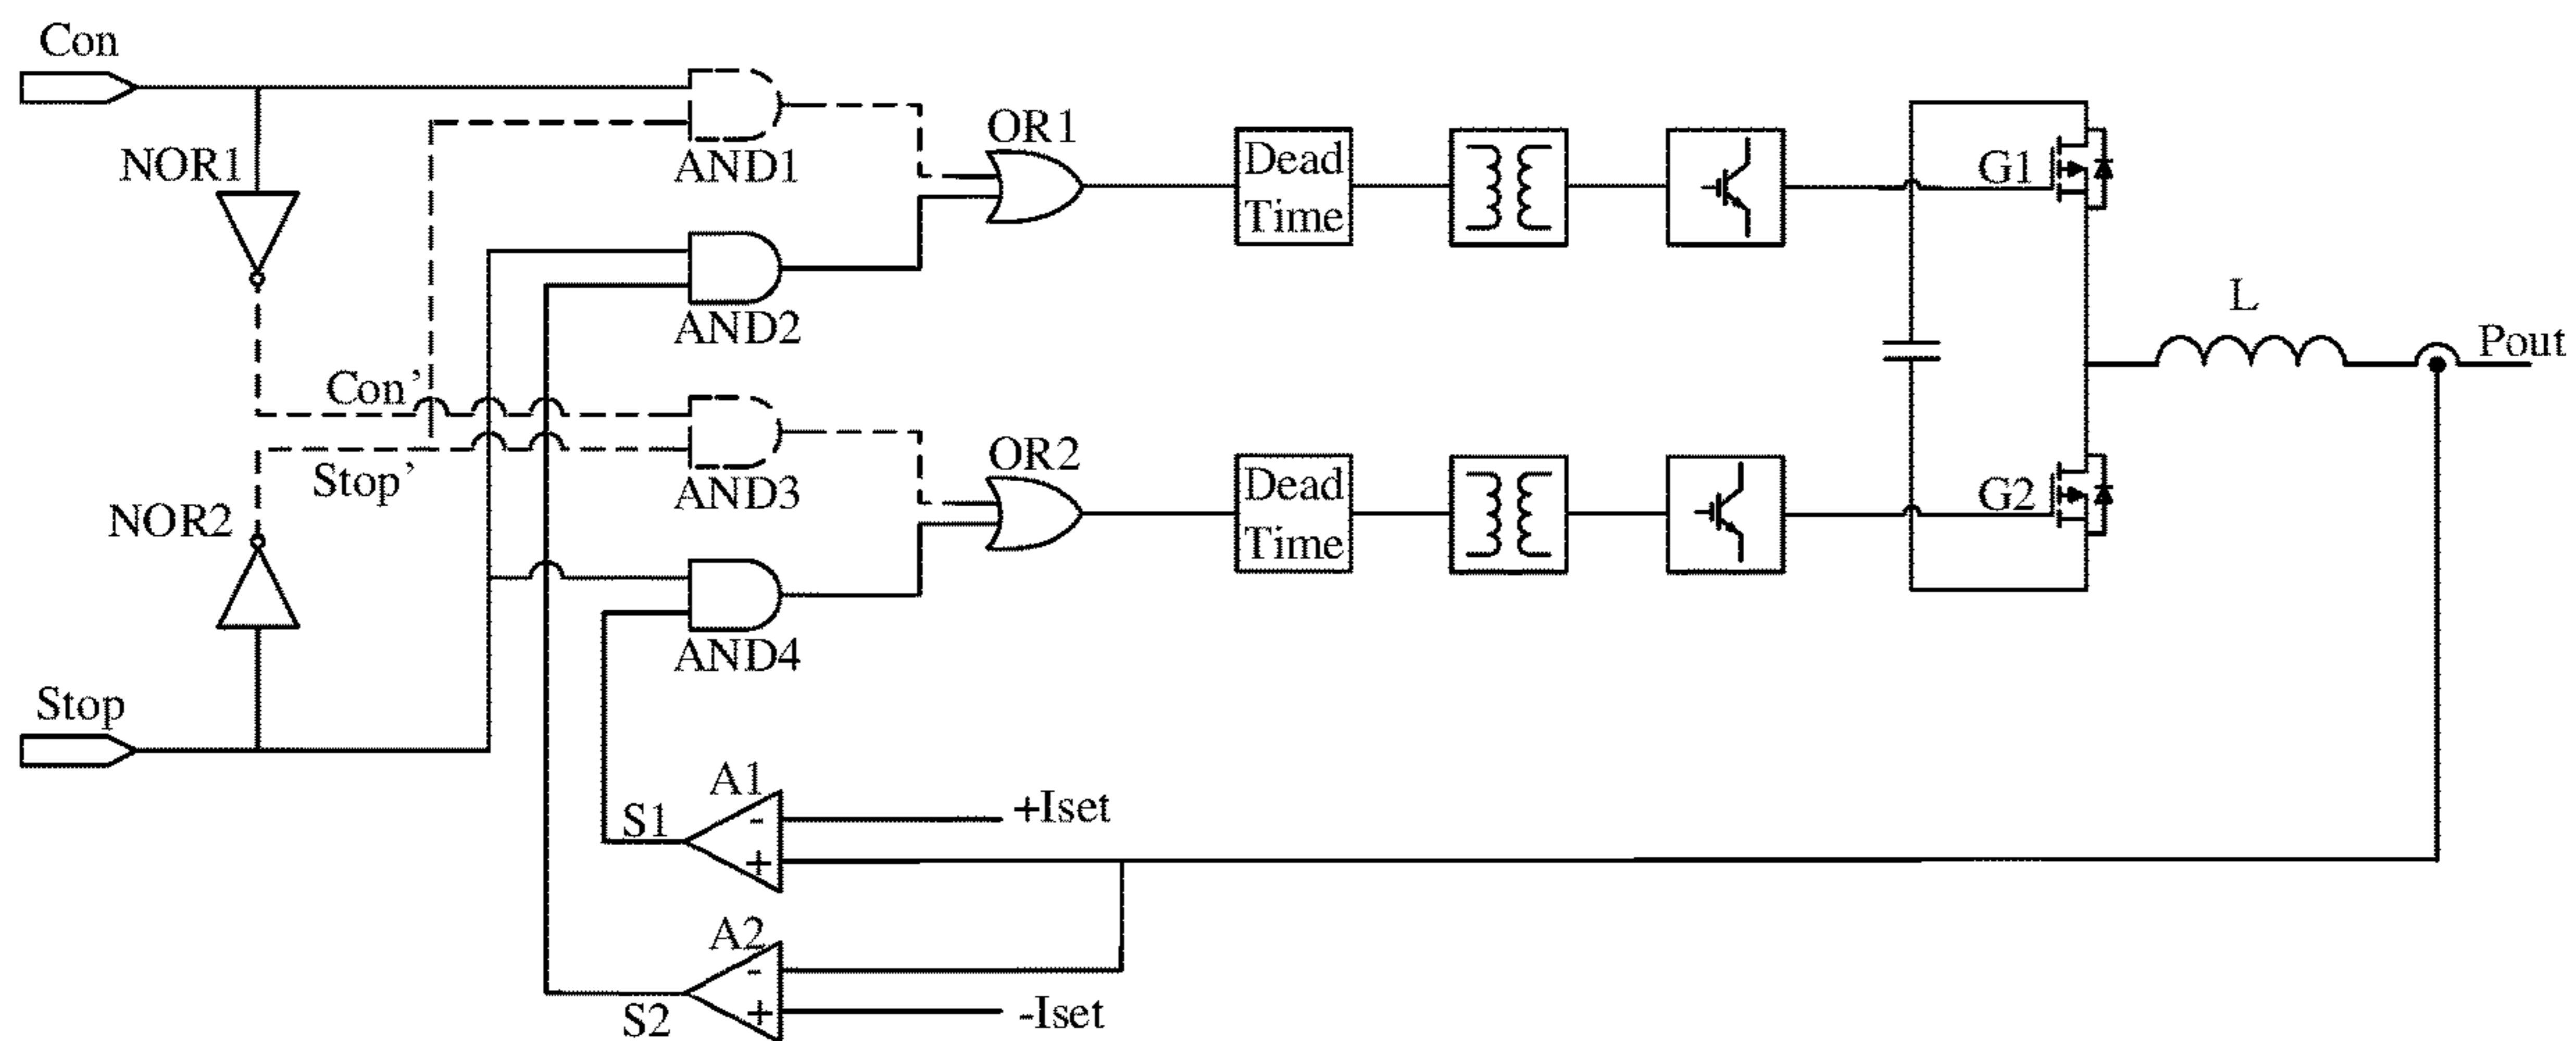 Con
NOR1
AND1
OR1
Dead
Time
G1
AND2
L
Pout
Con’
Stop’
AND3
OR2
Dead
Time
G2
NOR2
AND4
Stop
A1
S1
-
+
+Iset
A2
S2
-
+
-Iset